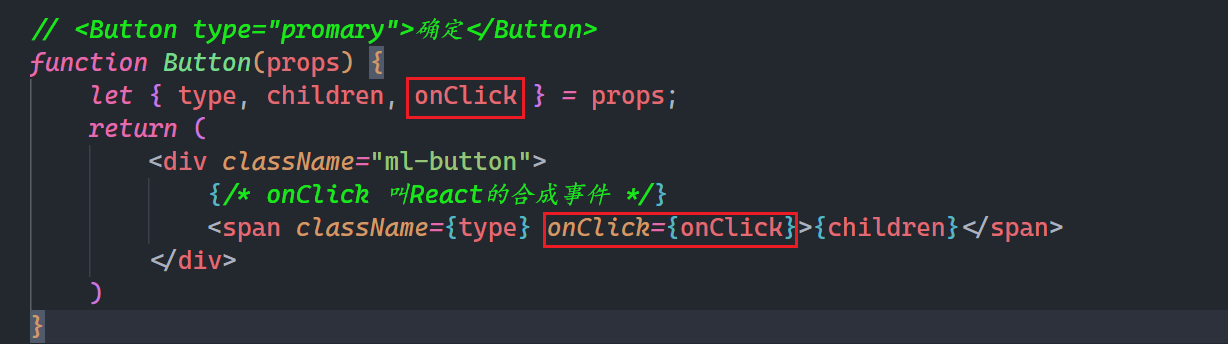 // <Button type="promary">确定</Button>
function Button(props) {
let { type, children, onClick } = props;
return (
<div className="ml-button">
{/* onClick 叫React的合成事件 */}
<span className={type} onClick={onClick}>{children}</span>
</div>
)
}